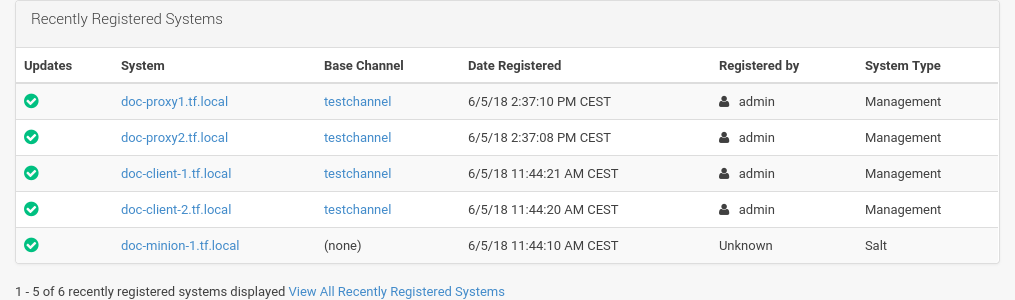 Recently Registered Systems
Updates System Base Channel Date Registered Registered by System Type
doc-proxy1.tf.local testchannel 6/5/18 2:37:10 PM CEST admin Management
doc-proxy2.tf.local testchannel 6/5/18 2:37:08 PM CEST admin Management
doc-client-1.tf.local testchannel 6/5/18 11:44:21 AM CEST admin Management
doc-client-2.tf.local testchannel 6/5/18 11:44:20 AM CEST admin Management
doc-minion-1.tf.local (none) 6/5/18 11:44:10 AM CEST Unknown Salt
1 - 5 of 6 recently registered systems displayed View All Recently Registered Systems